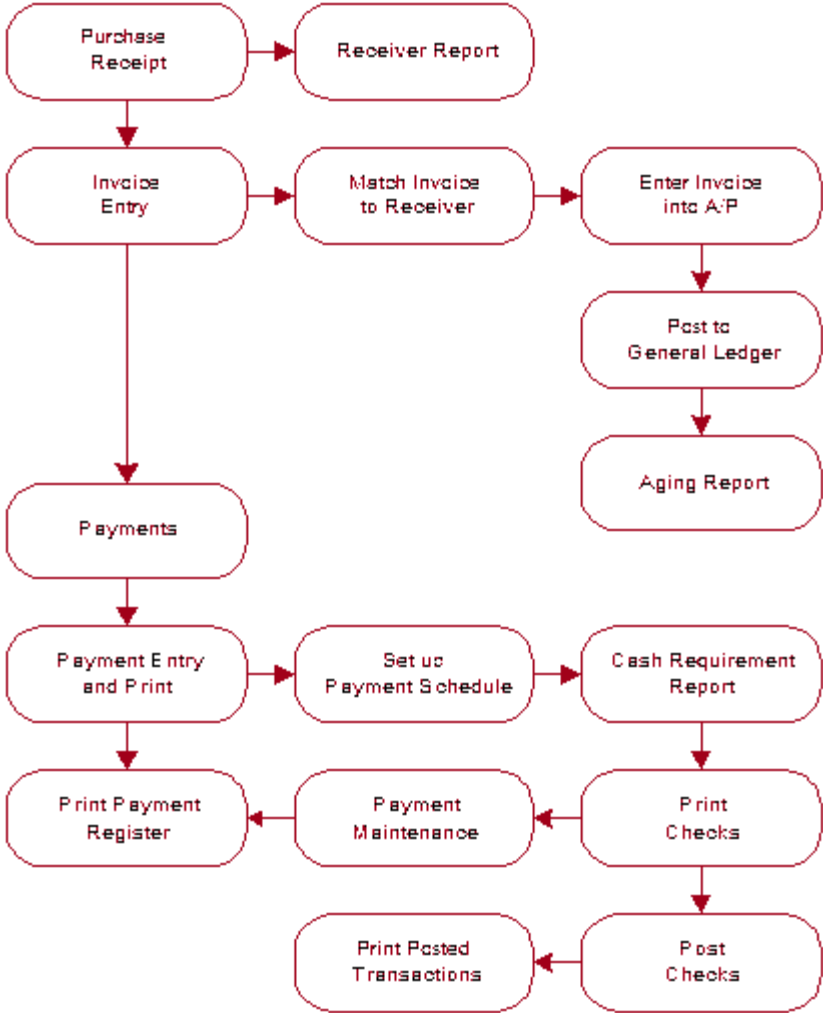 Purchase
Receipt
Receiver Report
Invoice
Entry
Match Invoice
to Receiver
Enter Invoice
into A/P
Post to
General Ledger
Aging Report
Payments
Payment Entry
and Print
Set up
Payment Schedule
Cash Requirement
Report
Print Payment
Register
Payment
Maintenance
Print
Checks
Print Posted
Transactions
Post
Checks